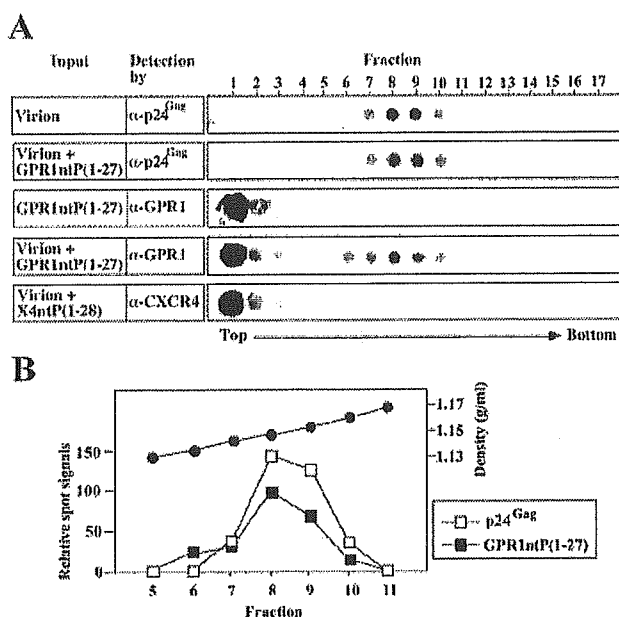 A
Input Detection by Fraction
1 2 3 6 7 8 9 10 11 12 13 14 15 16 17
Virion α-p24Gag
Virion + GPR1ntP(1-27) α-p24Gag
GPR1ntP(1-27) α-GPR1
Virion + GPR1ntP(1-27) α-GPR1
Virion + X4ntP(1-28) α-CXCR4
Top Bottom
B
Relative spot signals
150
100
50
0
5 6 7 8 9 10 11
Fraction
1.17
1.15
1.13
Density (g/ml)
p24Gag
GPR1ntP(1-27)